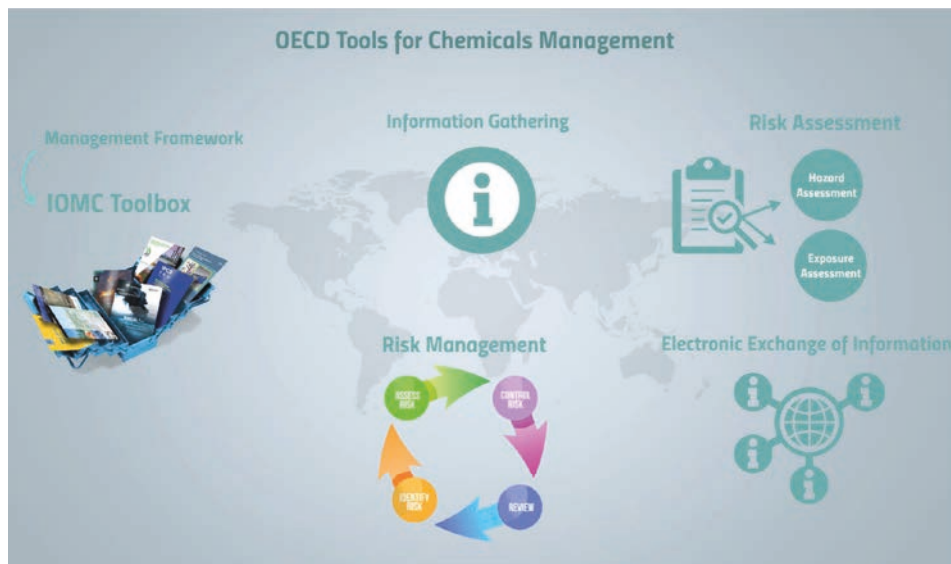 OECD Tools for Chemicals Management
Management Framework
IOMC Toolbox
Information Gathering
Risk Assessment
Hazard
Assessment
Exposure
Assessment
Risk Management
ASSESS
RISK
CONTROL
RISK
IDENTIFY
RISK
REVIEW
Electronic Exchange of Information